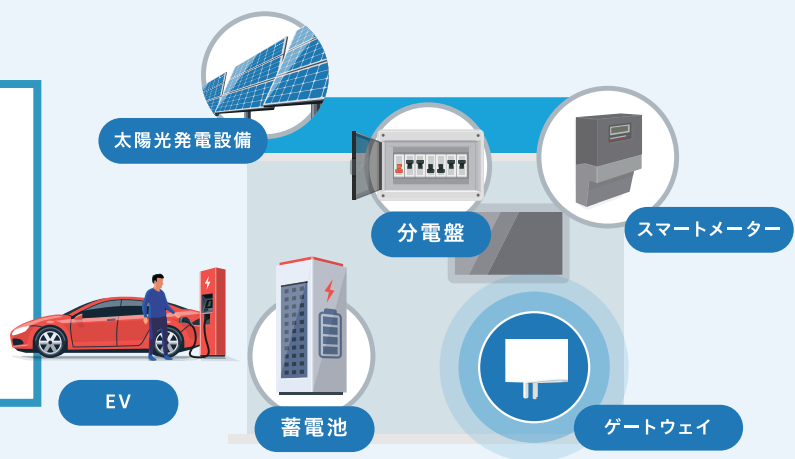 太陽光発電設備
分電盤
スマートメーター
EV
蓄電池
ゲートウェイ